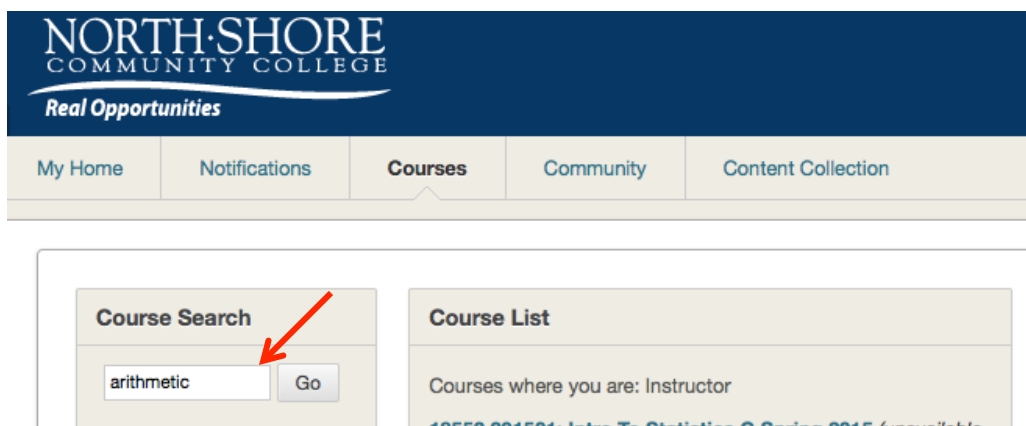 NORTH·SHORE
COMMUNITY COLLEGE
Real Opportunities
My Home Notifications Courses Community Content Collection
Course Search
arithmetic Go
Course List
Courses where you are: Instructor